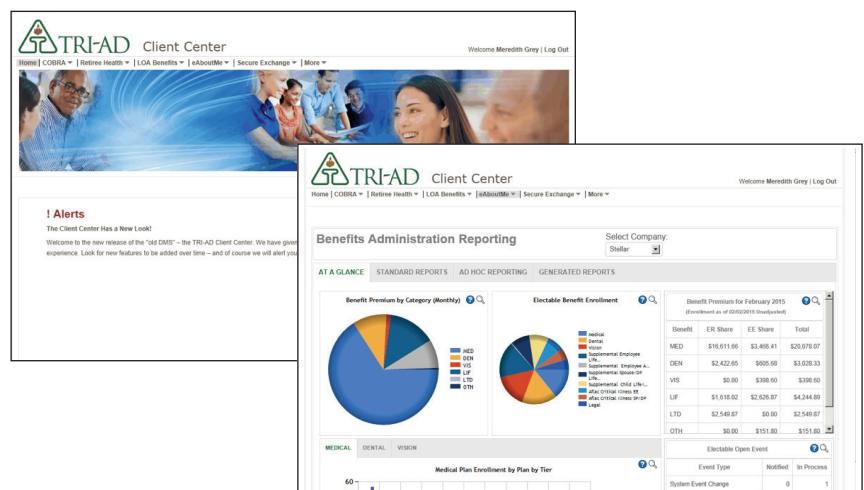 TRI-AD Client Center
Welcome Meredith Grey | Log Out
Home | COBRA | Retiree Health | LOA Benefits | eAboutMe | Secure Exchange | More
! Alerts
The Client Center Has a New Look!
Welcome to the new release of the "old DMS" – the TRI-AD Client Center. We have given
experience. Look for new features to be added over time – and of course we will alert you
TRI-AD Client Center
Welcome Meredith Grey | Log Out
Home | COBRA | Retiree Health | LOA Benefits | eAboutMe | Secure Exchange | More
Benefits Administration Reporting
Select Company:
Stellar
AT A GLANCE STANDARD REPORTS AD HOC REPORTING GENERATED REPORTS
Benefit Premium by Category (Monthly)
MED
DEN
VIS
LIF
LTD
OTH
Electable Benefit Enrollment
Medical
Dental
Vision
Supplemental Employee
Life...
Supplemental Employee A...
Supplemental Spouse/DP
Life...
Supplemental Child Life-I...
Aflac Critical Illness EE
Aflac Critical Illness SP/DP
Legal
Benefit Premium for February 2015
(Enrollment as of 02/02/2015 Unadjusted)
Benefit ER Share EE Share Total
MED $16,611.66 $3,466.41 $20,078.07
DEN $2,422.65 $605.68 $3,028.33
VIS $0.00 $398.60 $398.60
LIF $1,618.02 $2,626.87 $4,244.89
LTD $2,549.87 $0.00 $2,549.87
OTH $0.00 $151.80 $151.80
MEDICAL DENTAL VISION
Medical Plan Enrollment by Plan by Tier
60
Electable Open Event
Event Type Notified In Process
System Event Change 0 1